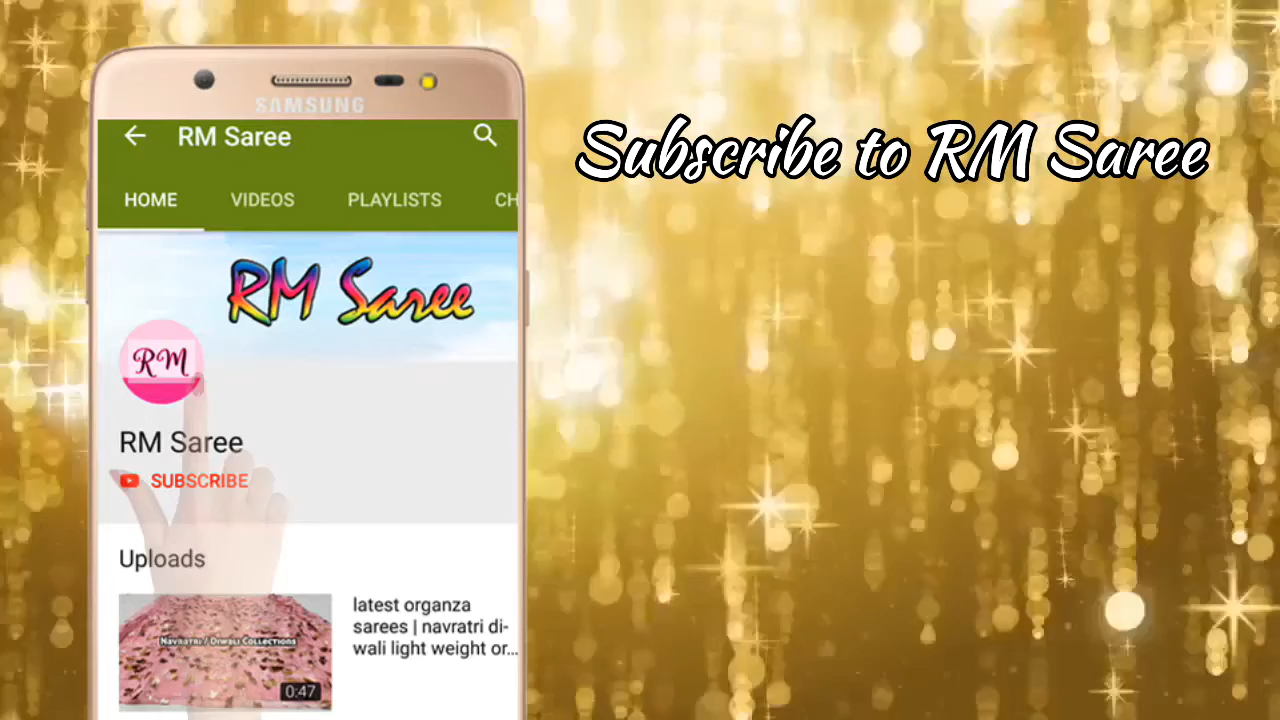 SAMSUNG
RM Saree
HOME VIDEOS PLAYLISTS CH
Subscribe to RM Saree
RM Saree
RM
RM Saree
SUBSCRIBE
Uploads
NAVRATRI / DIWALI COLLECTIONS
0:47
latest organza
sarees | navratri di-
wali light weight or...